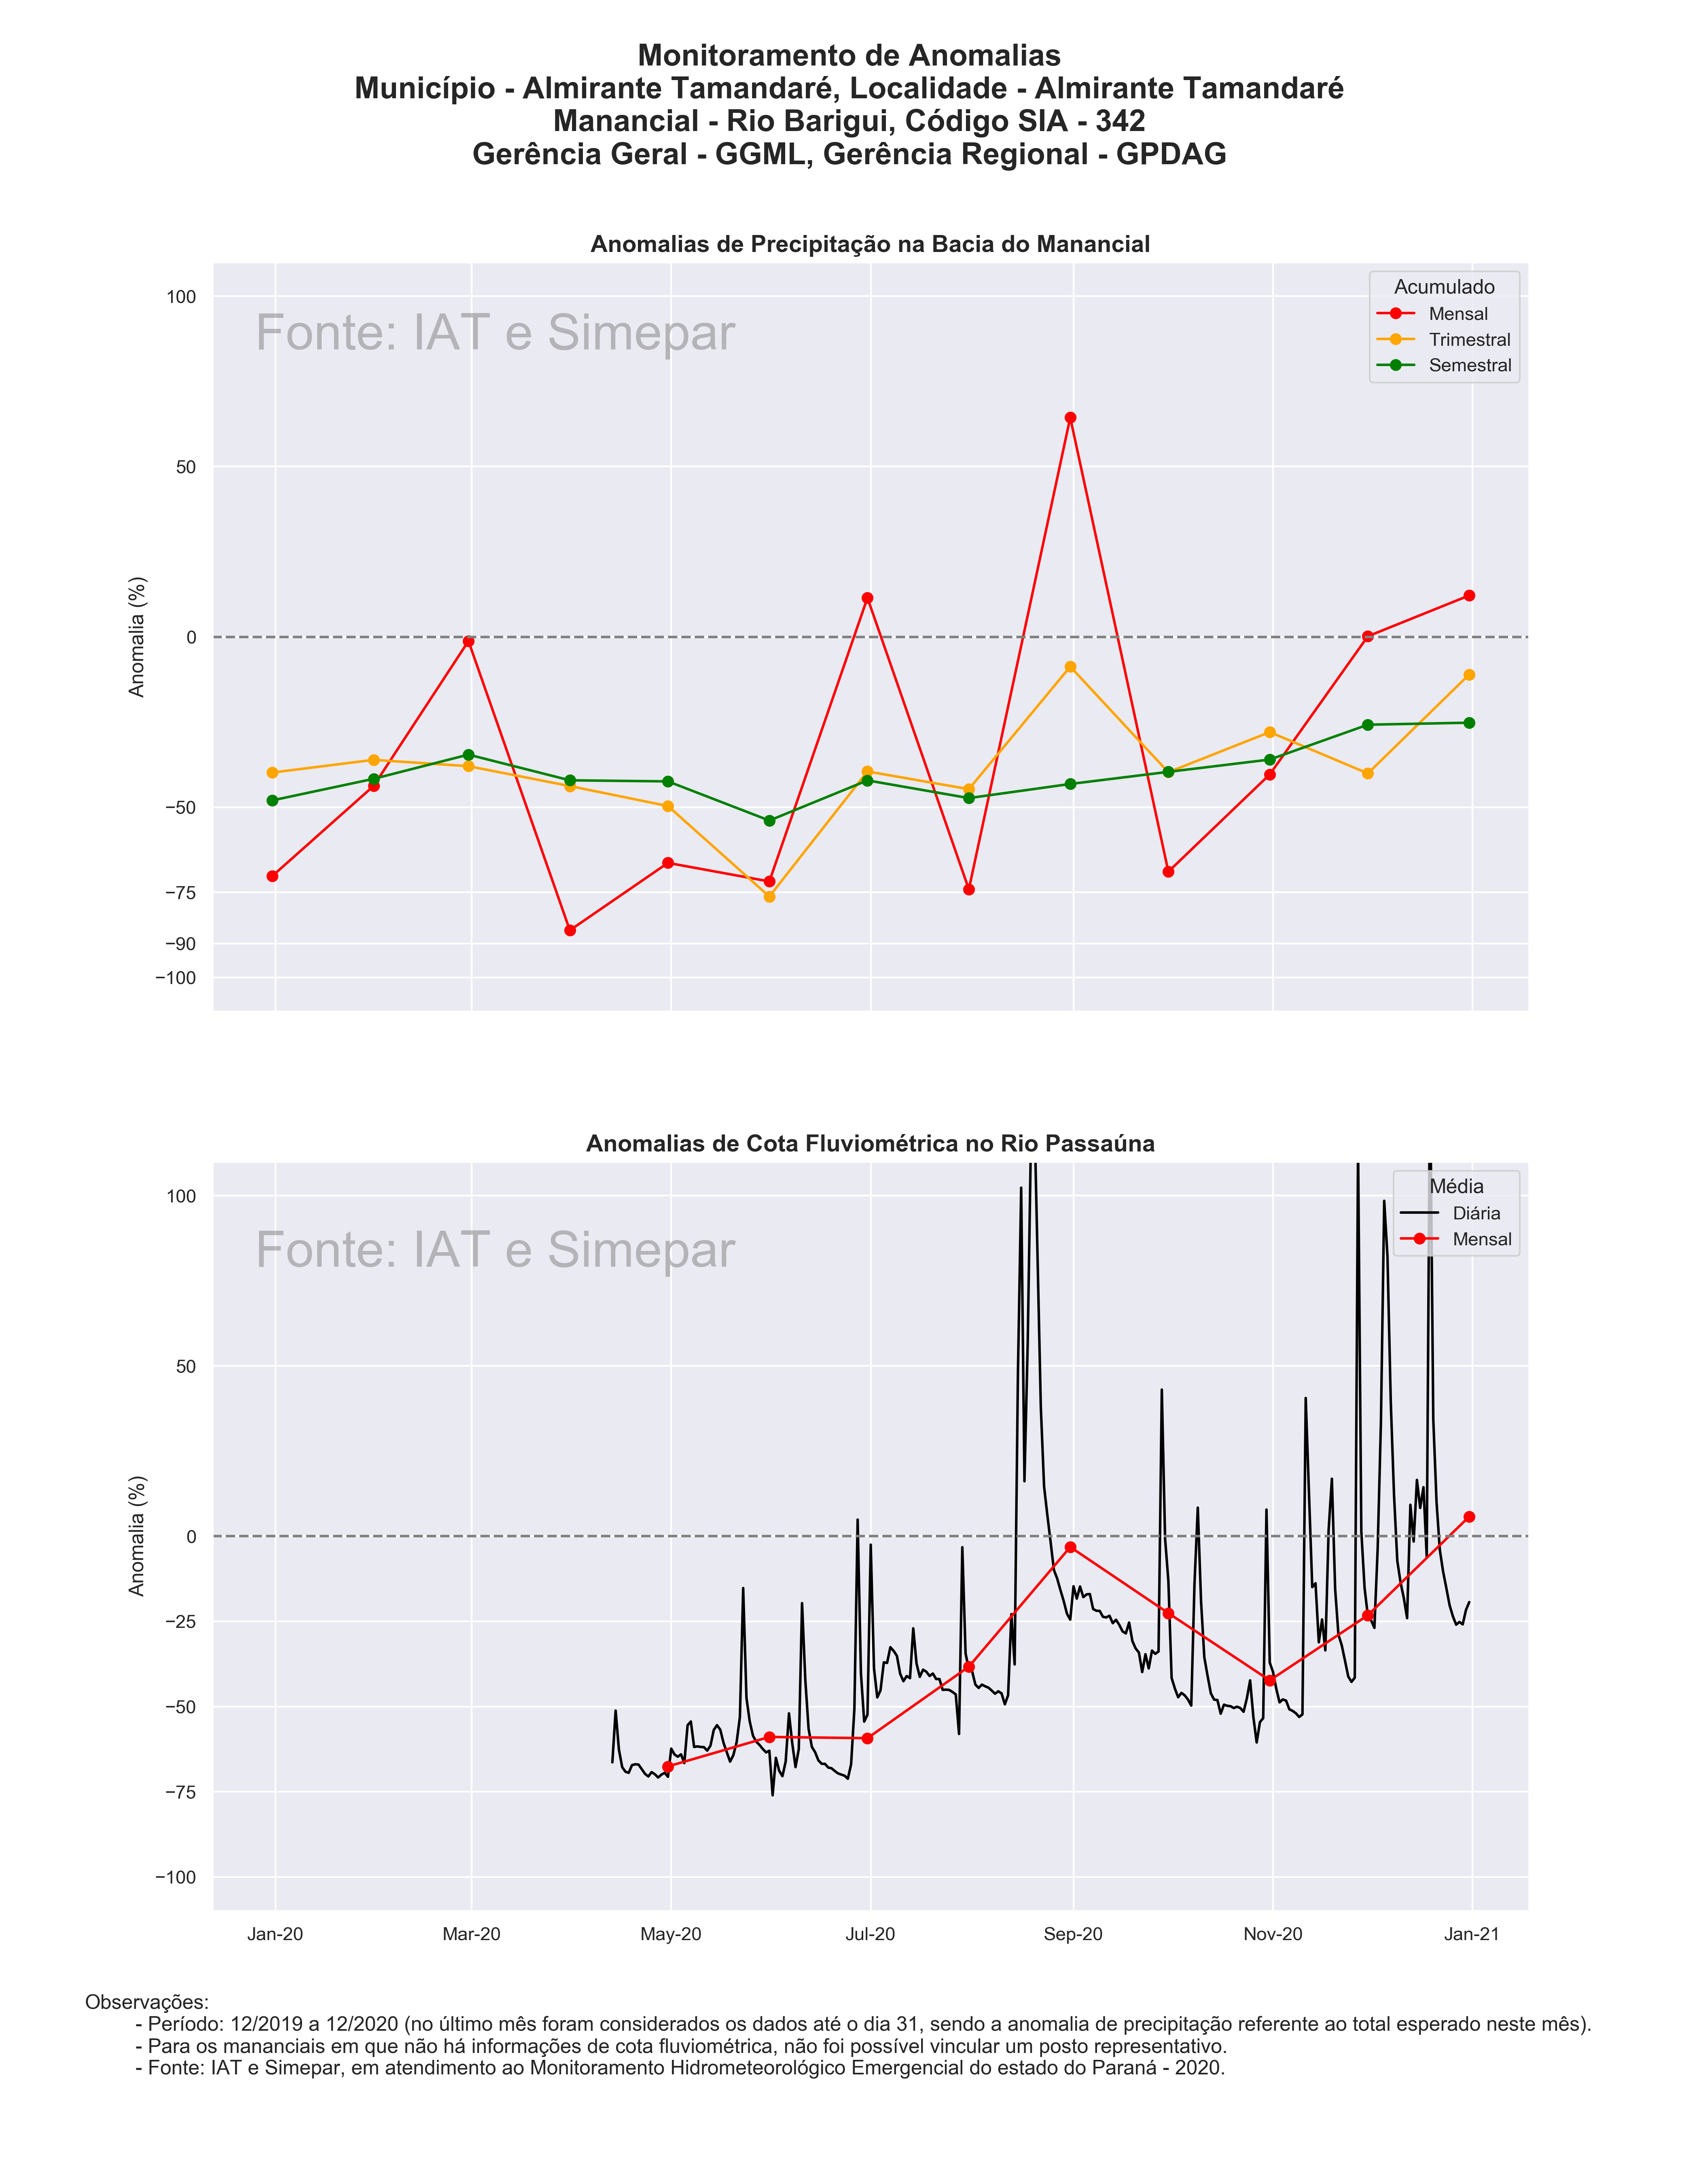 Monitoramento de Anomalias
Município - Almirante Tamandaré, Localidade - Almirante Tamandaré
Manancial - Rio Barigui, Código SIA - 342
Gerência Geral - GGML, Gerência Regional - GPDAG
Anomalias de Precipitação na Bacia do Manancial
Fonte: IAT e Simepar
Acumulado
Mensal
Trimestral
Semestral
Anomalia (%)
100
50
0
−50
−75
−90
−100
Anomalias de Cota Fluviométrica no Rio Passaúna
Fonte: IAT e Simepar
Média
Diária
Mensal
Anomalia (%)
100
50
0
−25
−50
−75
−100
Jan-20 Mar-20 May-20 Jul-20 Sep-20 Nov-20 Jan-21
Observações:
- Período: 12/2019 a 12/2020 (no último mês foram considerados os dados até o dia 31, sendo a anomalia de precipitação referente ao total esperado neste mês).
- Para os mananciais em que não há informações de cota fluviométrica, não foi possível vincular um posto representativo.
- Fonte: IAT e Simepar, em atendimento ao Monitoramento Hidrometeorológico Emergencial do estado do Paraná - 2020.